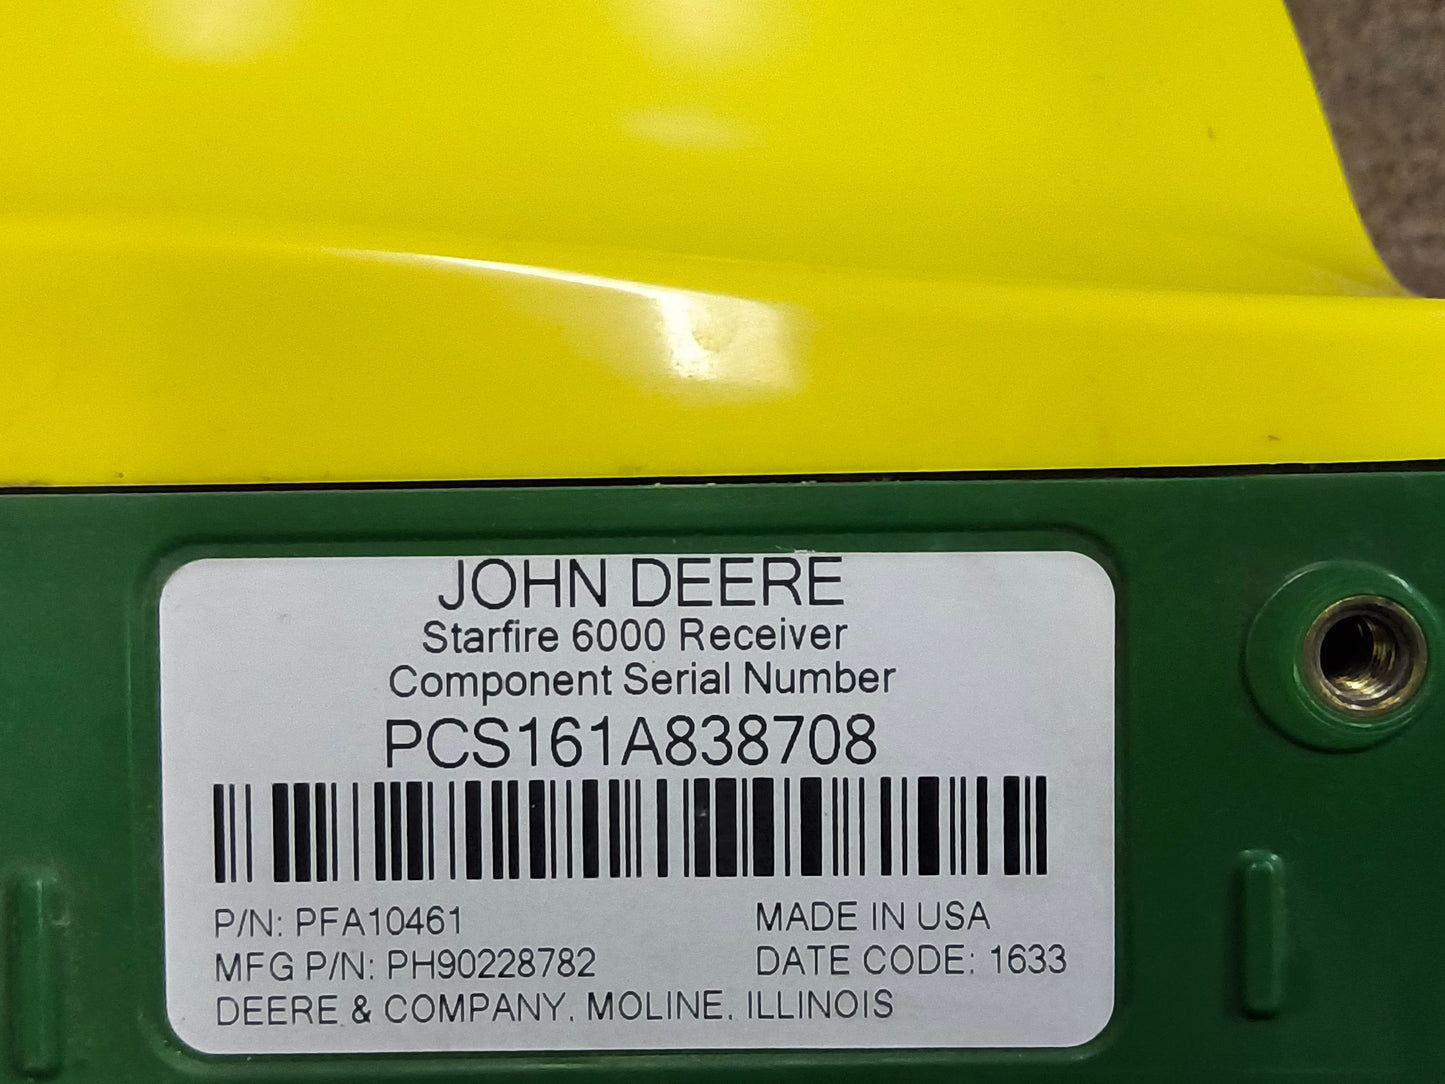 JOHN DEERE
Starfire 6000 Receiver
Component Serial Number
PCS161A838708
P/N: PFA10461
MADE IN USA
MFG P/N: PH90228782
DATE CODE: 1633
DEERE & COMPANY, MOLINE, ILLINOIS